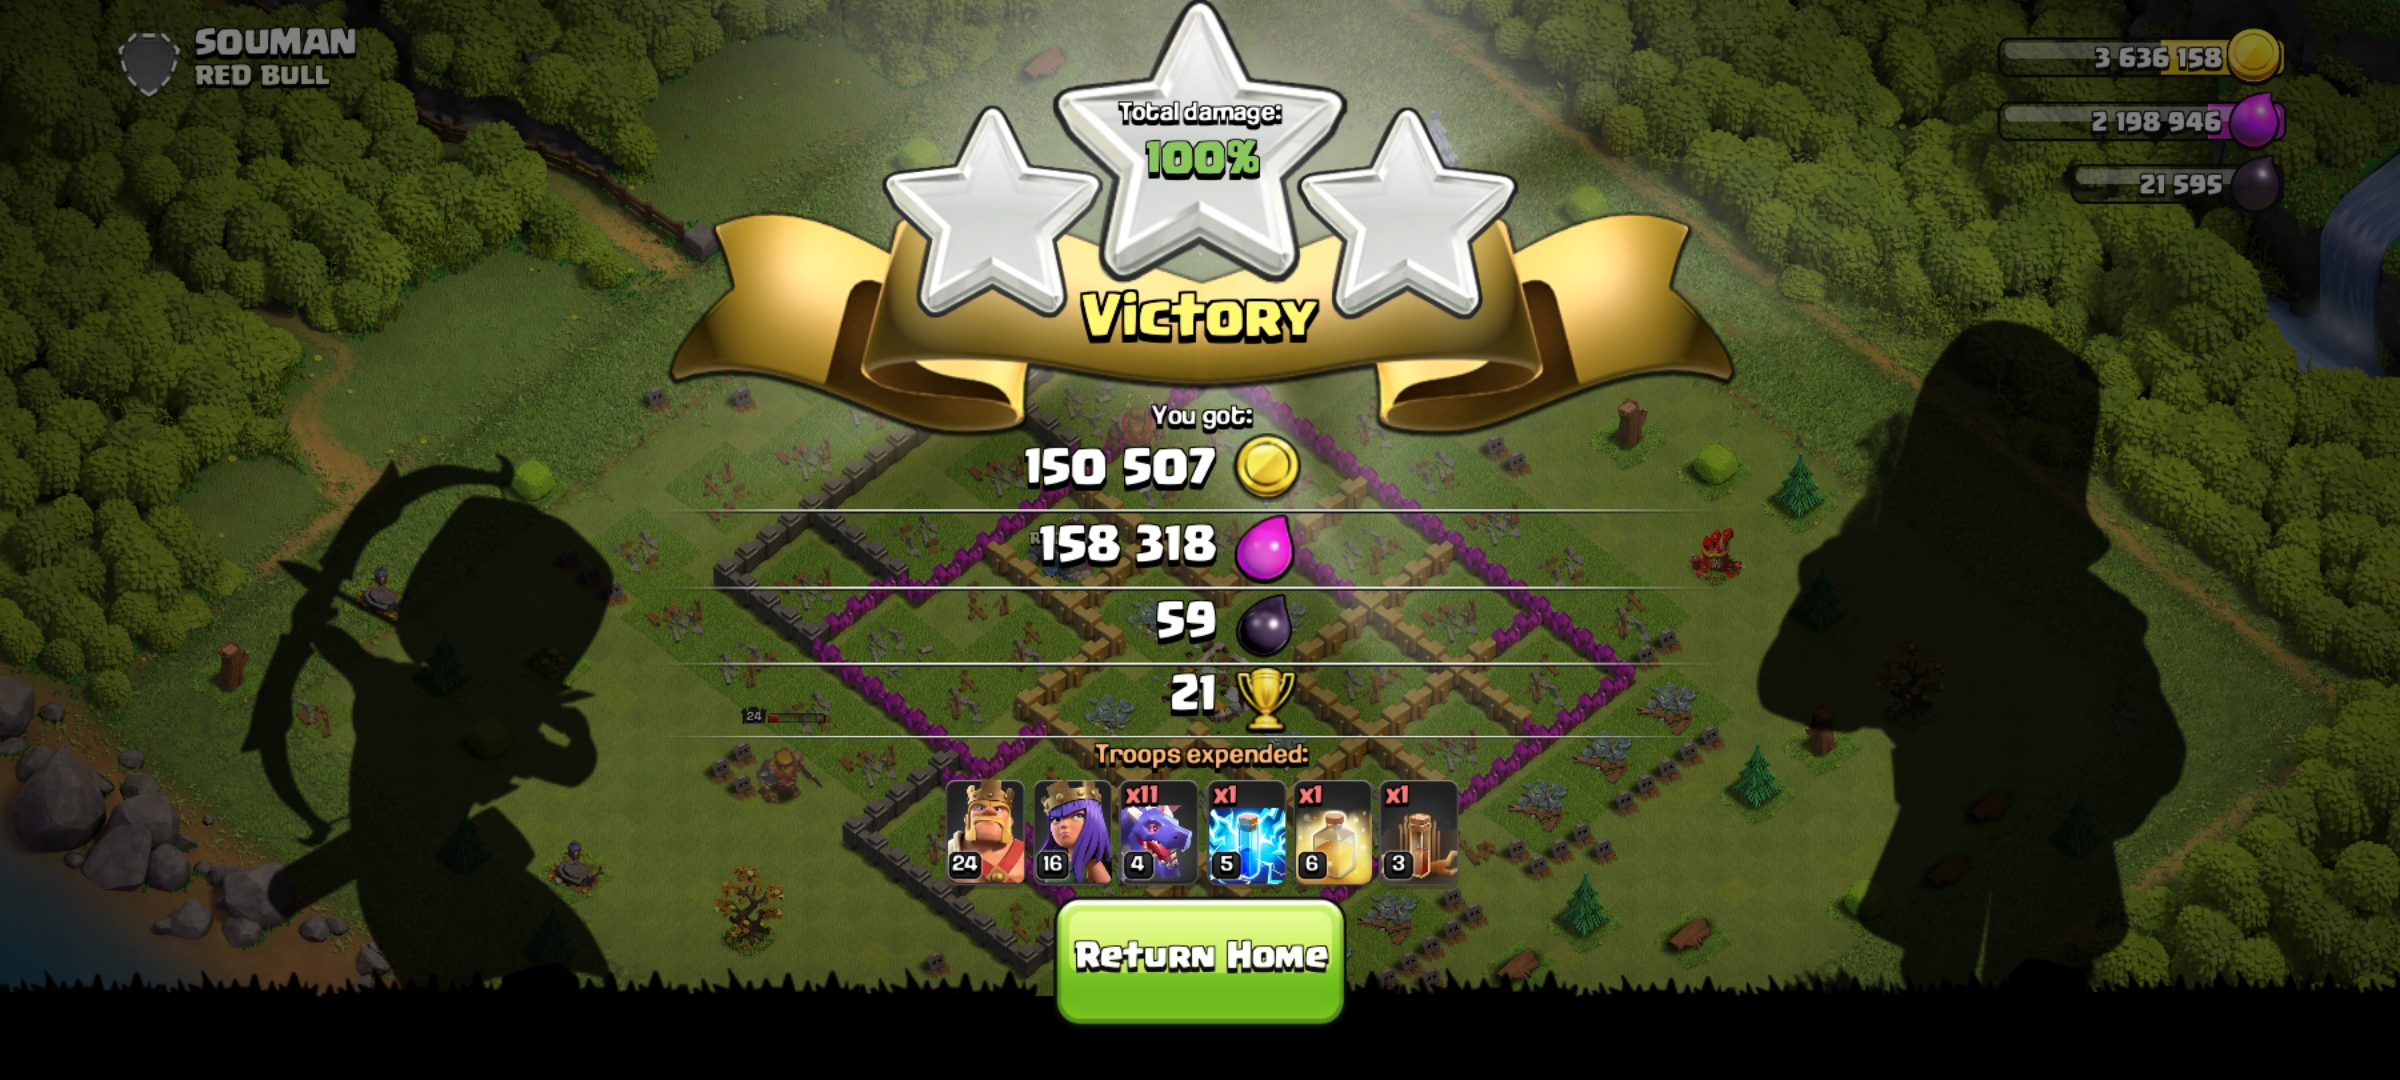 SOUMAN
RED BULL
3 636 158
2 198 946
21 595
Total damage:
100%
Victory
You got:
150 507
158 318
59
21
24
Troops expended:
x11
x1
x1
x1
24
16
4
5
6
3
Return Home